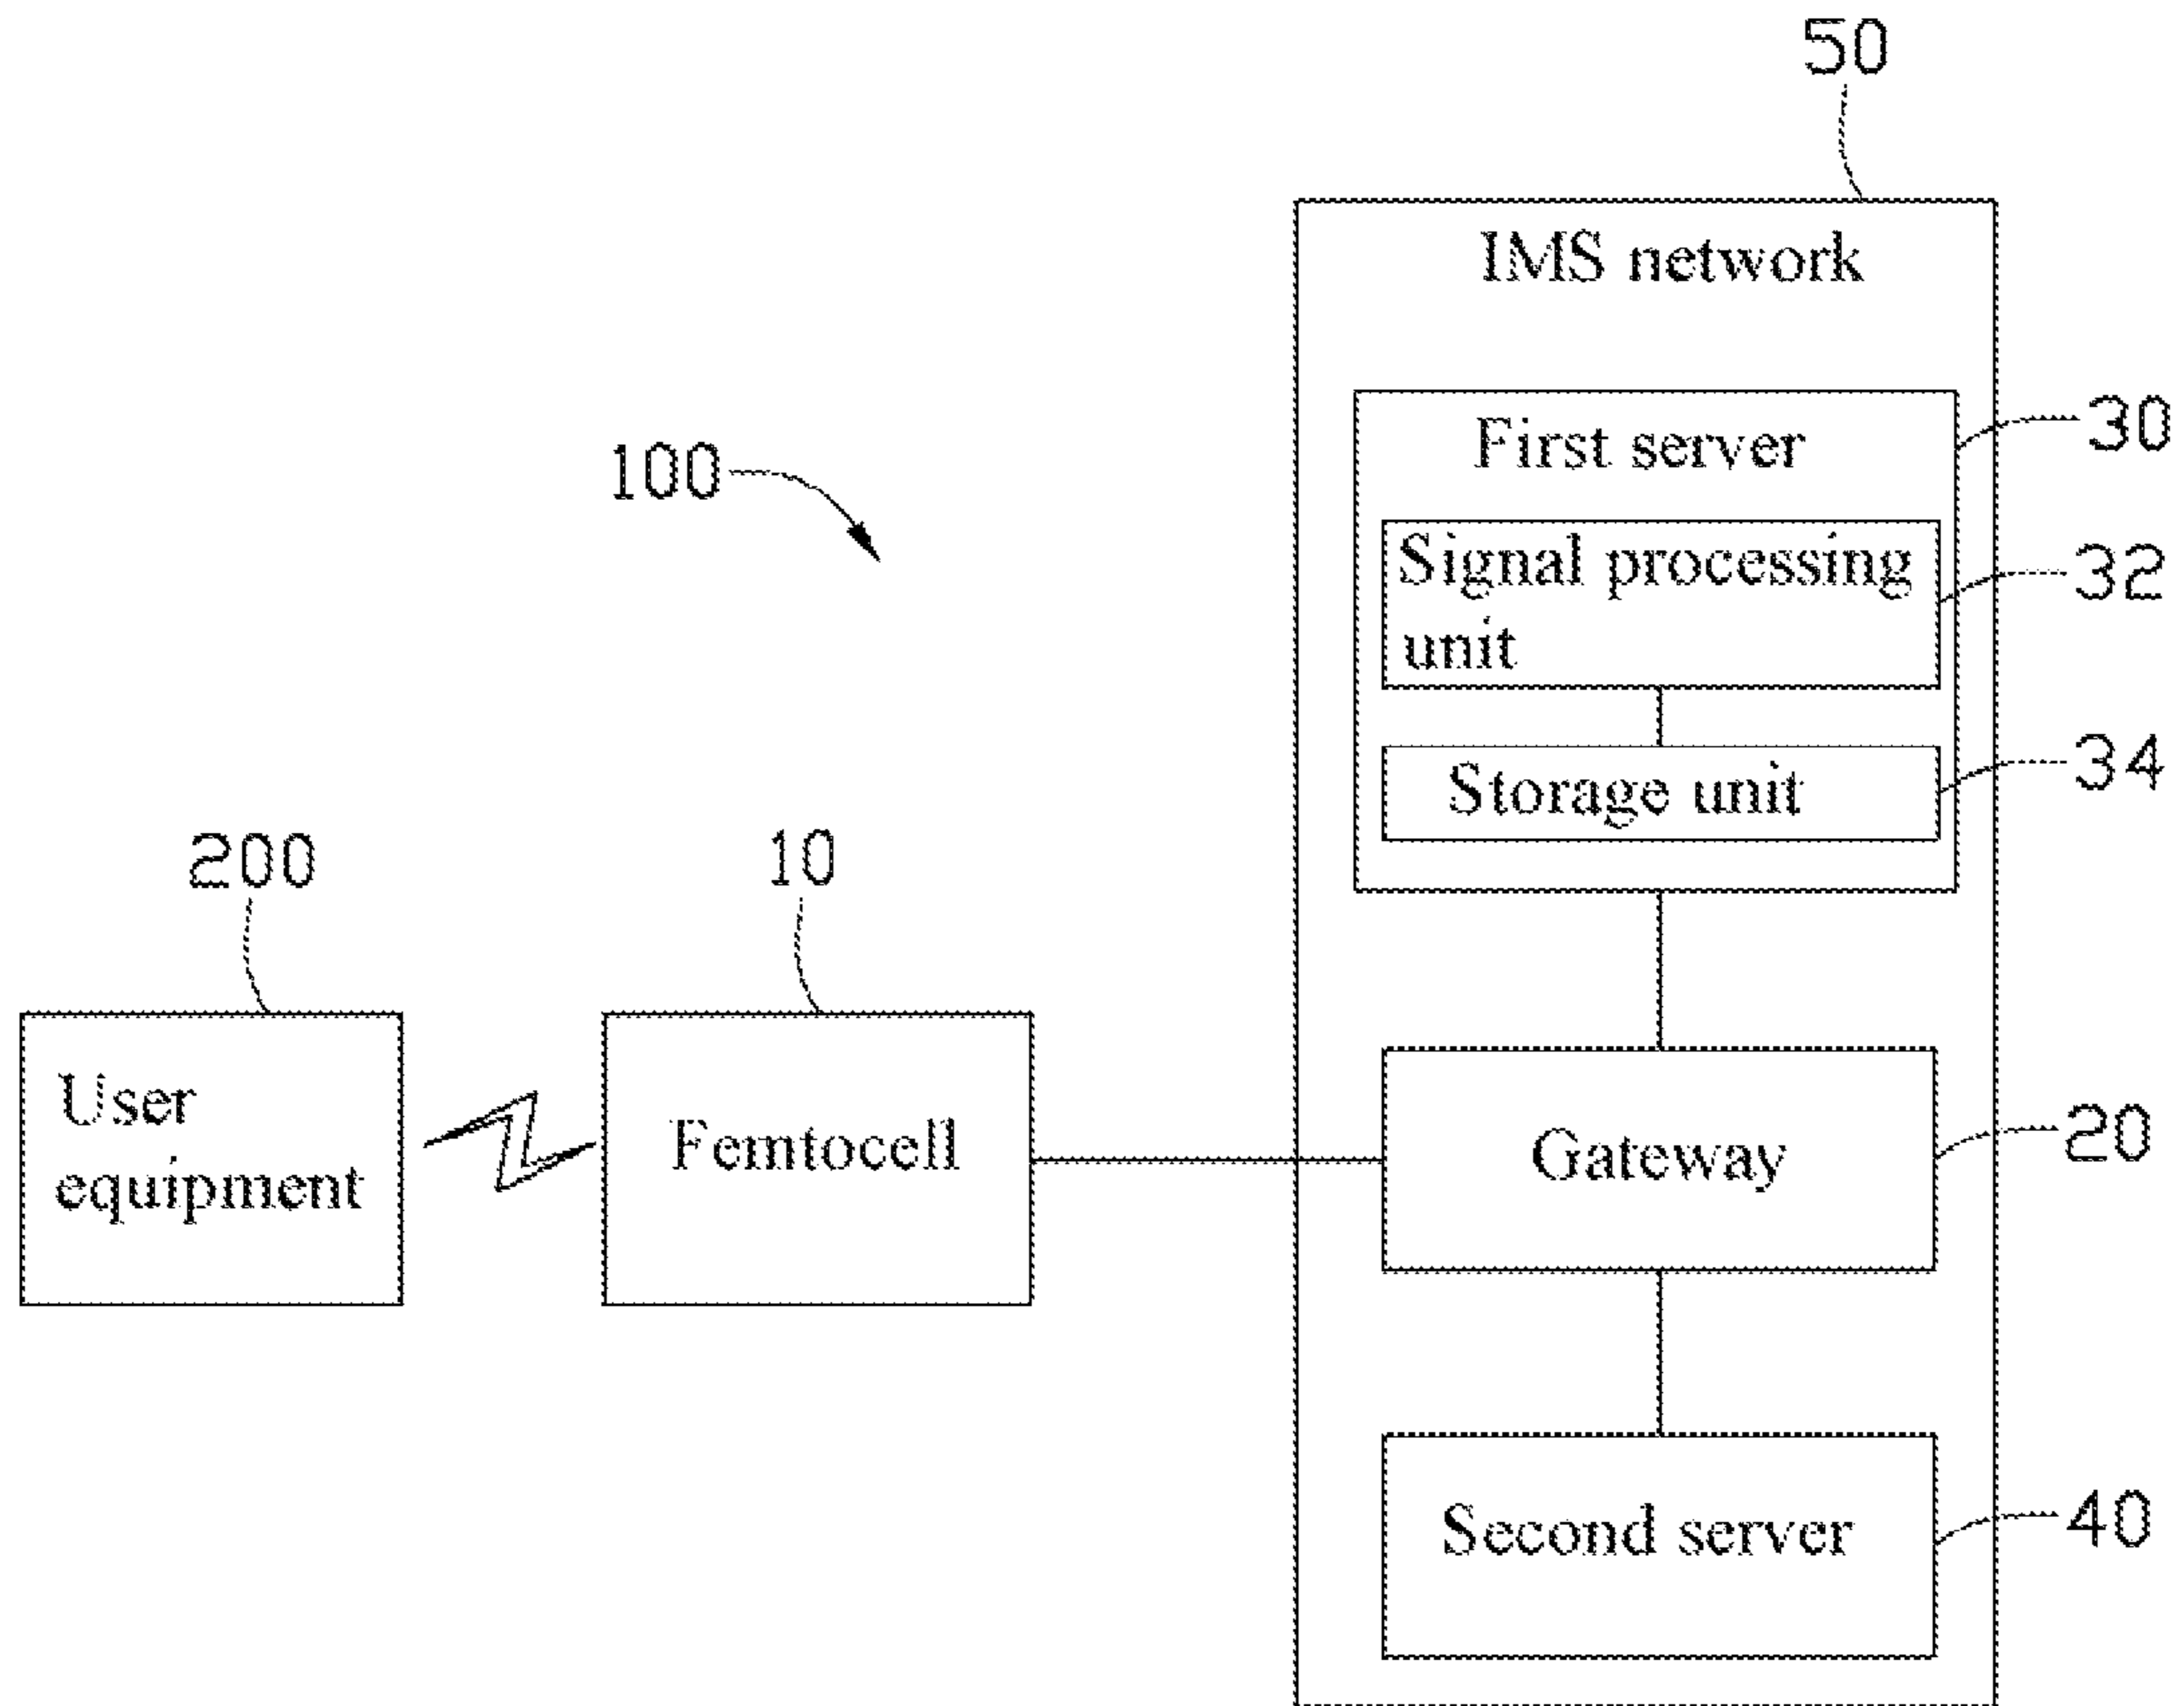 50
IMS network
First server
30
100
Signal processing
unit
32
Storage unit
34
200
10
User
equipment
Femtocell
Gateway
20
Second server
40